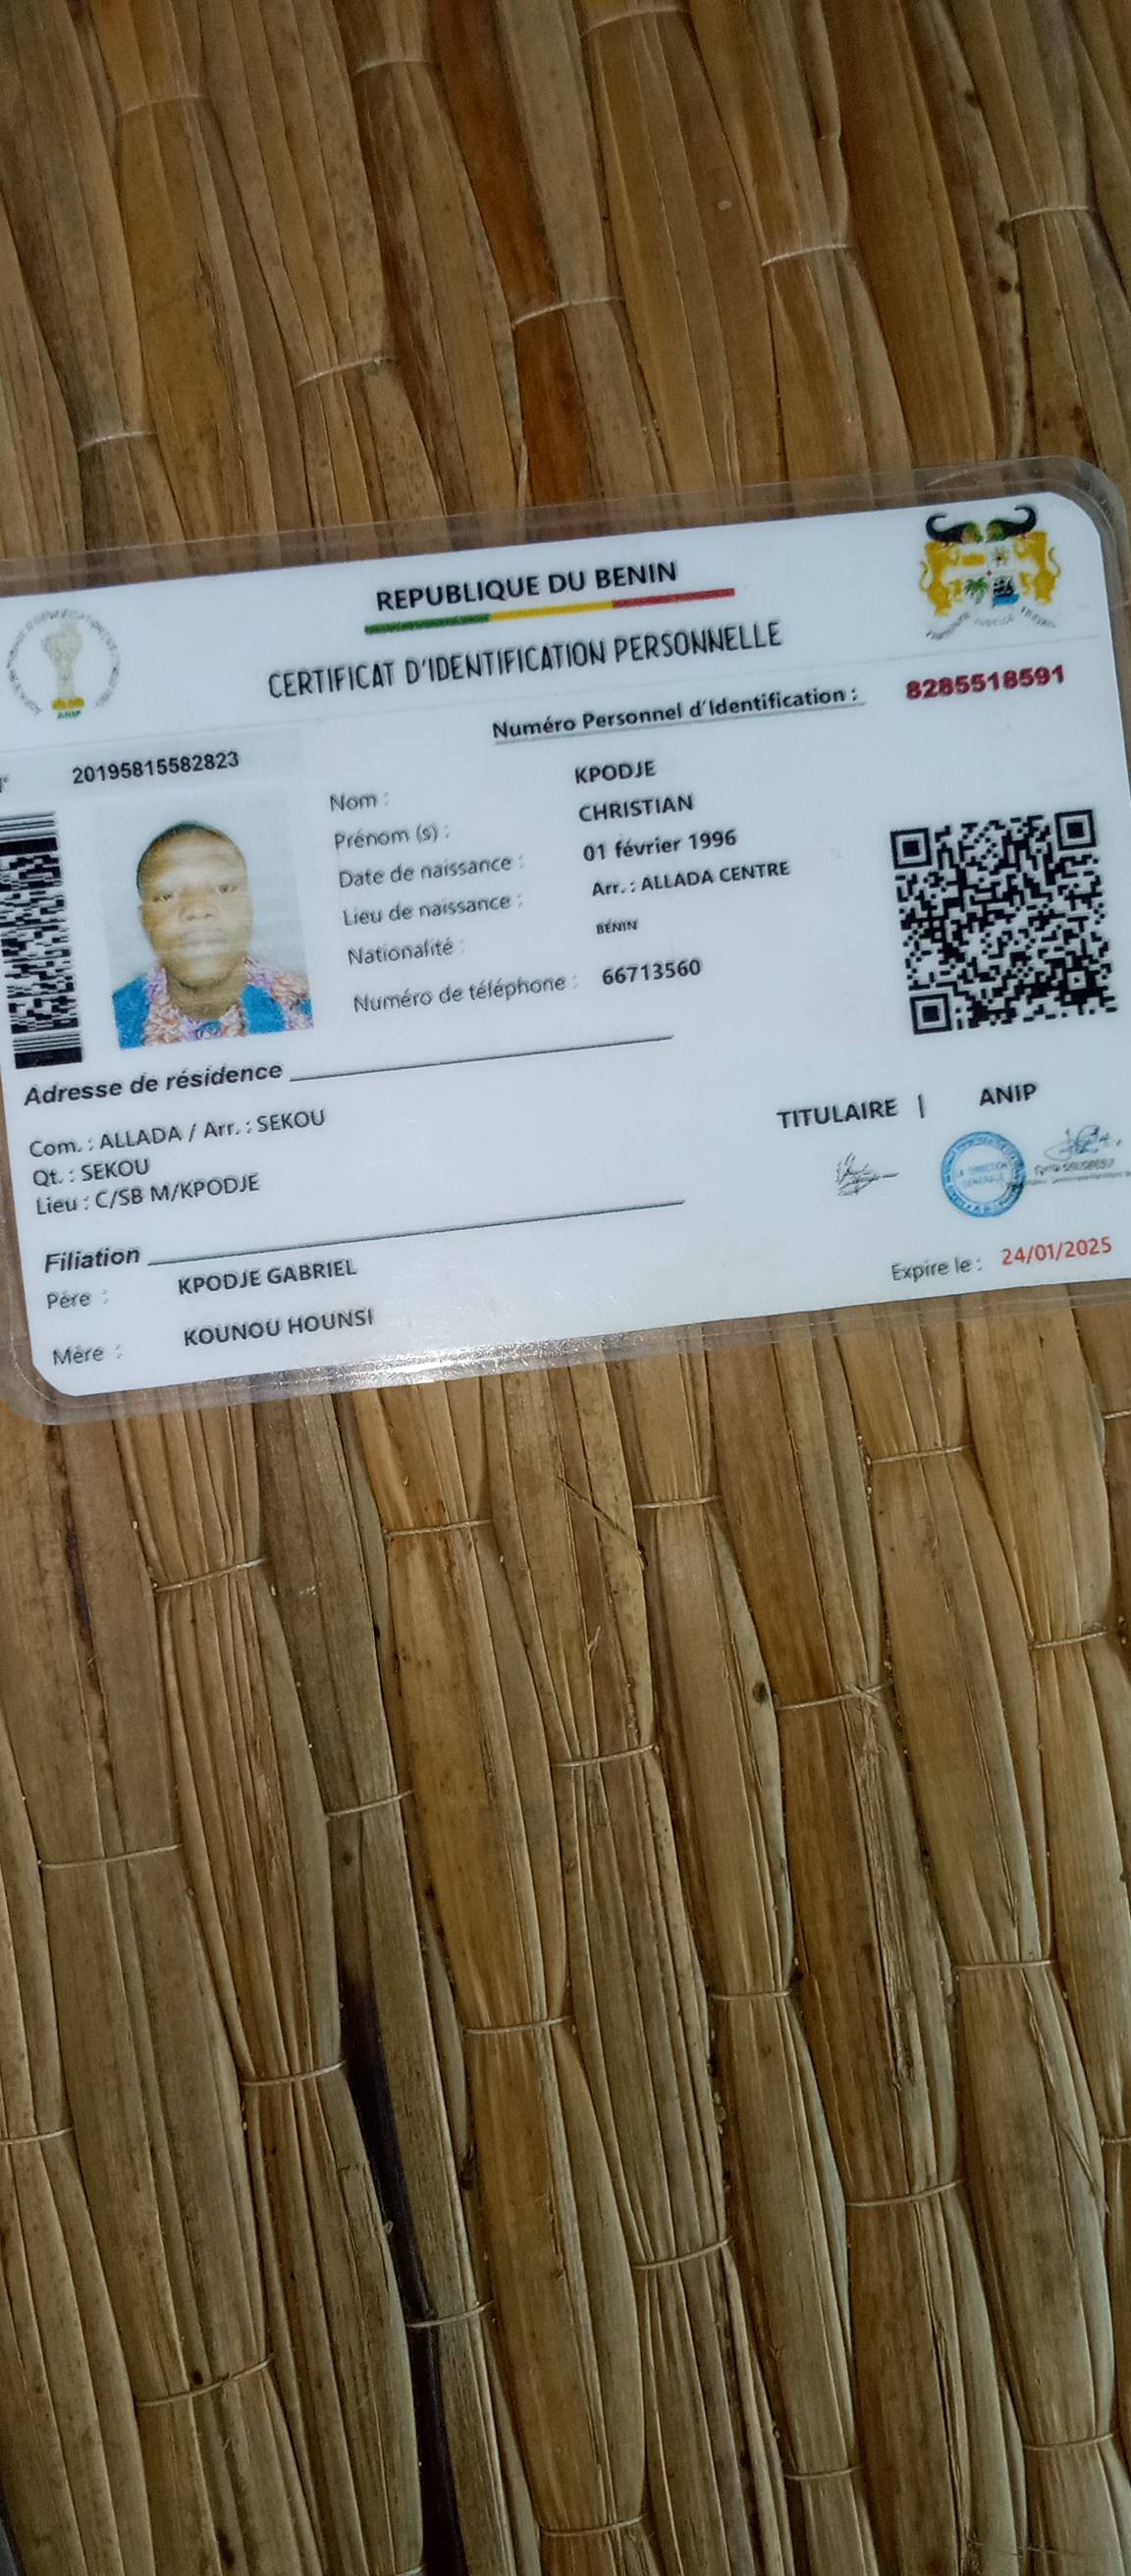 REPUBLIQUE DU BENIN
CERTIFICAT D'IDENTIFICATION PERSONNELLE
Numéro Personnel d'Identification : 8285518591
20195815582823
Nom : KPODJE
Prénom (s) : CHRISTIAN
Date de naissance : 01 février 1996
Lieu de naissance : Arr. : ALLADA CENTRE
Nationalité : BÉNIN
Numéro de téléphone : 66713560
Adresse de résidence
Com. : ALLADA / Arr. : SEKOU
Qt. : SEKOU
Lieu : C/SB M/KPODJE
TITULAIRE | ANIP
LA DIRECTION GENERALE
Filiation
Père : KPODJE GABRIEL
Mère : KOUNOU HOUNSI
Expire le : 24/01/2025
ANIP